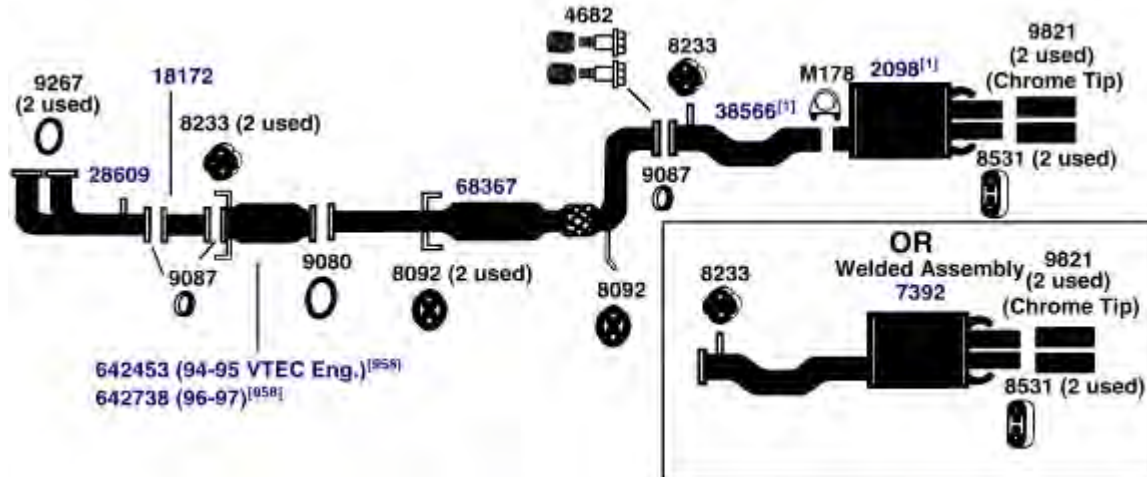 4682
8233
M178
2098[1]
9821
(2 used)
(Chrome Tip)
9267
(2 used)
18172
8233 (2 used)
38566[1]
8531 (2 used)
28609
68367
9087
9087
9080
8092 (2 used)
8092
642453 (94-95 VTEC Eng.)[958]
642738 (96-97)[958]
OR
Welded Assembly
7392
8233
9821
(2 used)
(Chrome Tip)
8531 (2 used)